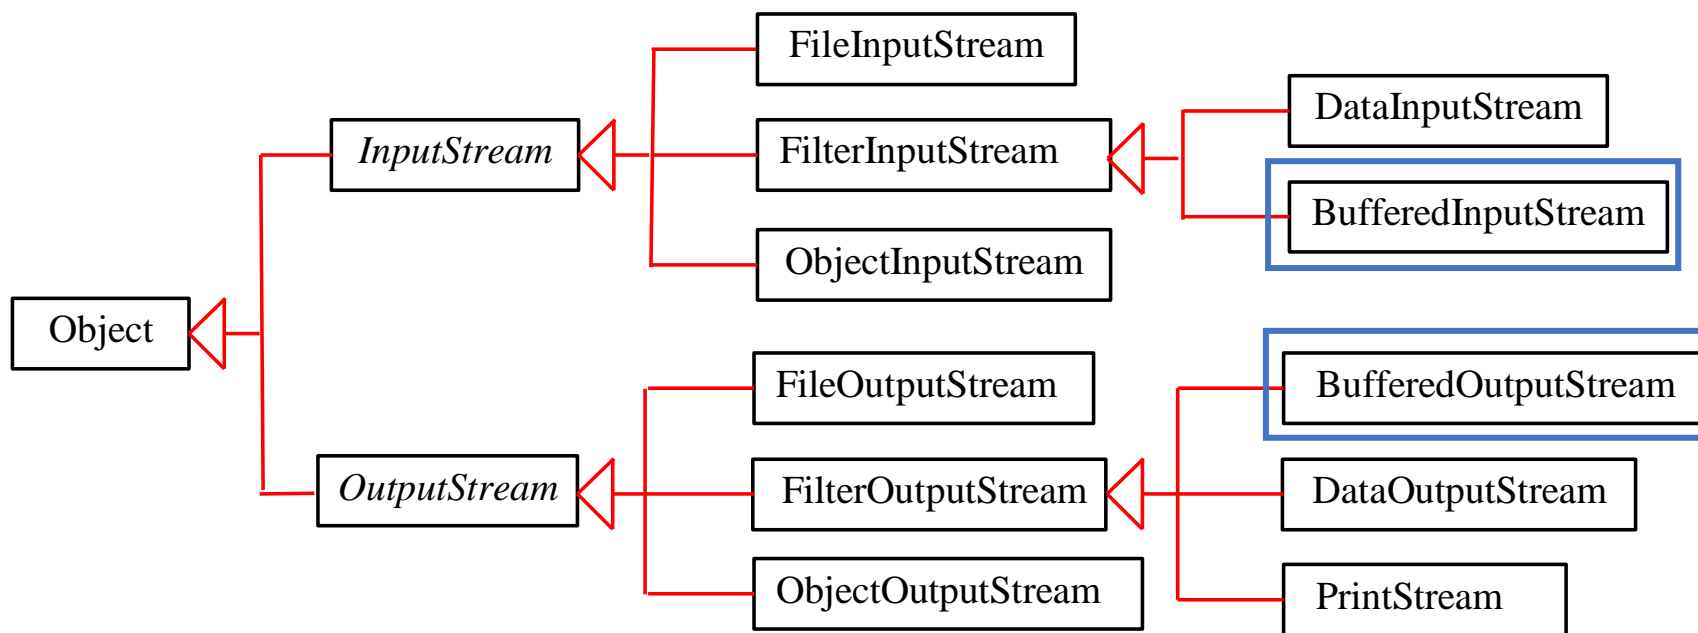 FileInputStream
DataInputStream
InputStream
FilterInputStream
BufferedInputStream
ObjectInputStream
Object
FileOutputStream
BufferedOutputStream
OutputStream
FilterOutputStream
DataOutputStream
ObjectOutputStream
PrintStream